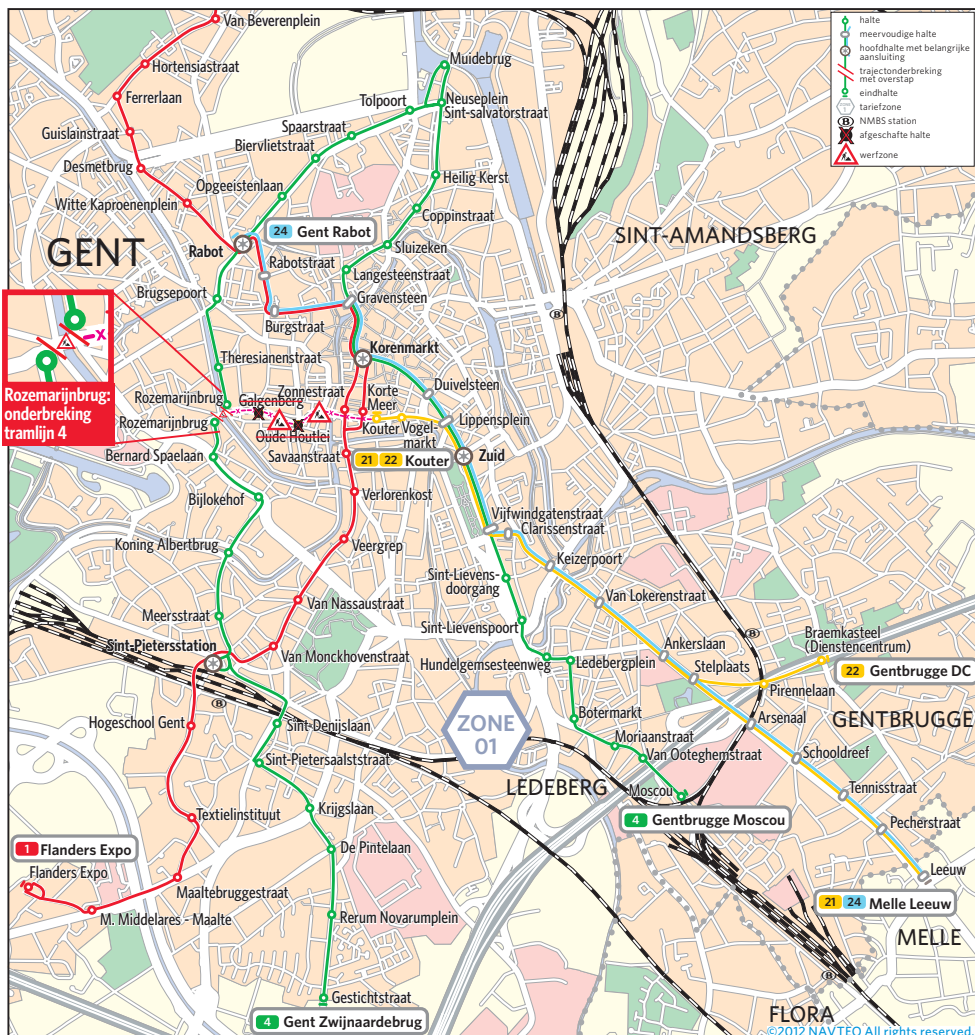 Van Beverenplein
Hortensiastraat
Ferrerlaan
Guislainstraat
Desmetbrug
Witte Kaproenenplein
GENT
Rabot
24 Gent Rabot
Rabotstraat
Muidebrug
Neuseplein
Sint-salvatorstraat
Tolpoort
Spaarstraat
Biervlietstraat
Opgeeistenlaan
Heilig Kerst
Coppinstraat
Sluizeken
Langesteenstraat
Gravensteen
Burgstraat
Brugsepoort
halte
meervoudige halte
hoofdhalte met belangrijke
aansluiting
trajectonderbreking
met overstap
eindhalte
ZONE
1
tariefzone
B
NMBS station
afgeschafte halte
werfzone
SINT-AMANDSBERG
B
x
Rozemarijnbrug:
onderbreking
tramlijn 4
Korenmarkt
Theresianenstraat
Rozemarijnbrug
Rozemarijnbrug
Galgenberg
Zonnestraat
Oude Houtlei
Korte
Meer
Kouter
Vogel-
markt
Duivelsteen
Lippensplein
Zuid
21 22 Kouter
Bernard Spaelaan
Savaanstraat
Bijlokehof
Verlorenkost
Koning Albertbrug
Veergrep
Vijfwindgatenstraat
Clarissenstraat
Keizerpoort
Sint-Lievens-
doorgang
Van Lokerenstraat
Meersstraat
Van Nassaustraat
Sint-Lievenspoort
Ankerslaan
B
Braemkasteel
(Dienstencentrum)
Sint-Pietersstation
Van Monckhovenstraat
Hundelgemsesteenweg
Ledebergplein
Stelplaats
22 Gentbrugge DC
Pirennelaan
B
Hogeschool Gent
Sint-Denijslaan
ZONE
01
Botermarkt
Arsenaal
GENTBRUGGE
Moriaanstraat
Van Ooteghemstraat
Schooldreef
Sint-Pietersaalststraat
LEDEBERG
Moscou
Tennisstraat
Textielinstituut
Krijgslaan
4 Gentbrugge Moscou
Pecherstraat
1 Flanders Expo
Flanders Expo
De Pintelaan
Leeuw
Maaltebruggestraat
M. Middelares - Maalte
Rerum Novarumplein
21 24 Melle Leeuw
MELLE
B
Gestichtstraat
4 Gent Zwijnaardebrug
FLORA
©2012 NAVTEQ All rights reserved